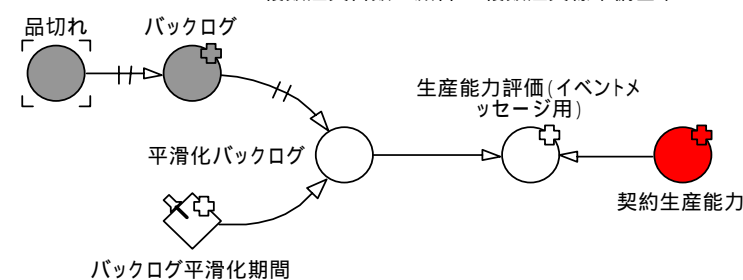 品切れ
バックログ
生産能力評価(イベントメ
ッセージ用)
平滑化バックログ
契約生産能力
バックログ平滑化期間